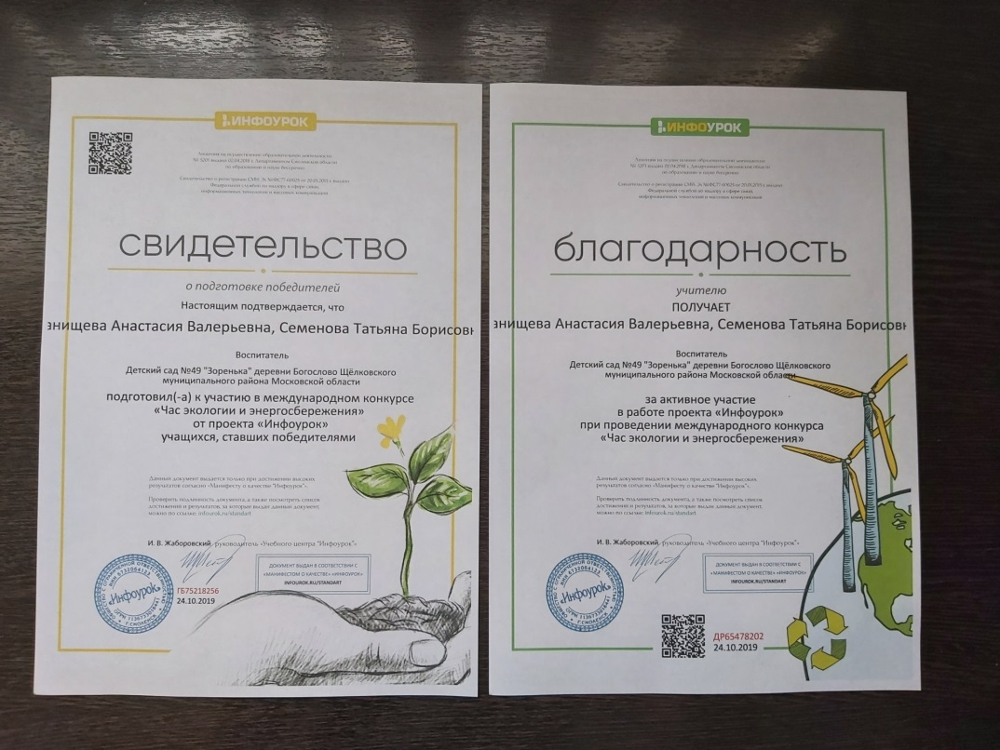 ИНФОУРОК
Лицензия на осуществление образовательной деятельности
№ 5201 выдана 02.04.2018 г. Департаментом Смоленской области
по образованию и науке бессрочно
Свидетельство о регистрации СМИ: Эл №ФС77-60625 от 20.01.2015 г. выдано
Федеральной службой по надзору в сфере связи,
информационных технологий и массовых коммуникаций
свидетельство
о подготовке победителей
Настоящим подтверждается, что
анищева Анастасия Валерьевна, Семенова Татьяна Борисовн
Воспитатель
Детский сад №49 "Зоренька" деревни Богослово Щёлковского
муниципального района Московской области
подготовил(-а) к участию в международном конкурсе
«Час экологии и энергосбережения»
от проекта «Инфоурок»
учащихся, ставших победителями
Данный документ выдается только при достижении высоких
результатов согласно «Манифесту о качестве "Инфоурок"».
Проверить подлинность документа, а также посмотреть список
достижений и результатов, за которые выдан данный документ,
можно по ссылке: infourok.ru/standart
И. В. Жаборовский, руководитель «Учебного центра "Инфоурок"»
«Инфоурок»
Г.СМОЛЕНСК
ДОКУМЕНТ ВЫДАН В СООТВЕТСТВИИ С
«МАНИФЕСТОМ О КАЧЕСТВЕ» «ИНФОУРОК»
INFOUROK.RU/STANDART
ГБ75218256
24.10.2019
ИНФОУРОК
Лицензия на осуществление образовательной деятельности
№ 5201 выдана 02.04.2018 г. Департаментом Смоленской области
по образованию и науке бессрочно
Свидетельство о регистрации СМИ: Эл №ФС77-60625 от 20.01.2015 г. выдано
Федеральной службой по надзору в сфере связи,
информационных технологий и массовых коммуникаций
благодарность
учителю
ПОЛУЧАЕТ
анищева Анастасия Валерьевна, Семенова Татьяна Борисовн
Воспитатель
Детский сад №49 "Зоренька" деревни Богослово Щёлковского
муниципального района Московской области
за активное участие
в работе проекта «Инфоурок»
при проведении международного конкурса
«Час экологии и энергосбережения»
Данный документ выдается только при достижении высоких
результатов согласно «Манифесту о качестве "Инфоурок"».
Проверить подлинность документа, а также посмотреть список
достижений и результатов, за которые выдан данный документ,
можно по ссылке: infourok.ru/standart
И. В. Жаборовский, руководитель «Учебного центра "Инфоурок"»
«Инфоурок»
Г.СМОЛЕНСК
ДОКУМЕНТ ВЫДАН В СООТВЕТСТВИИ С
«МАНИФЕСТОМ О КАЧЕСТВЕ» «ИНФОУРОК»
INFOUROK.RU/STANDART
ДР65478202
24.10.2019